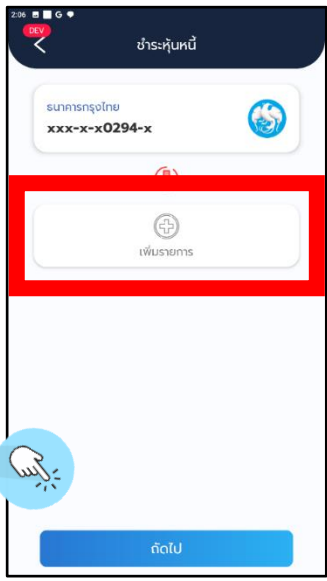 2:06
G
DEV
ชำระหุ้นหนี้
ธนาคารกรุงไทย
xxx-x-x0294-x
เพิ่มรายการ
ถัดไป